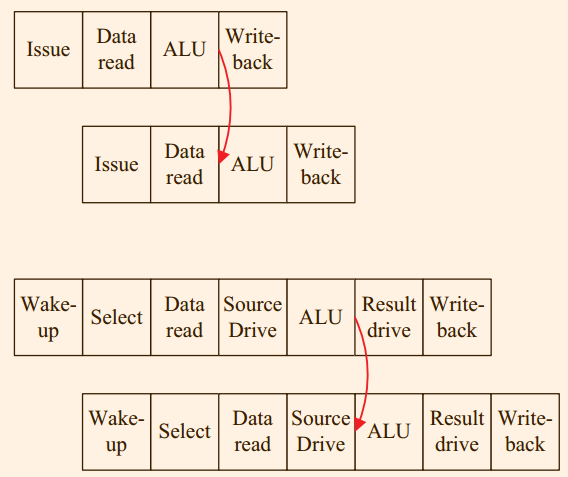 Issue
Data
read
ALU
Write-
back
Issue
Data
read
ALU
Write-
back
Wake-
up
Select
Data
read
Source
Drive
ALU
Result
drive
Write-
back
Wake-
up
Select
Data
read
Source
Drive
ALU
Result
drive
Write-
back